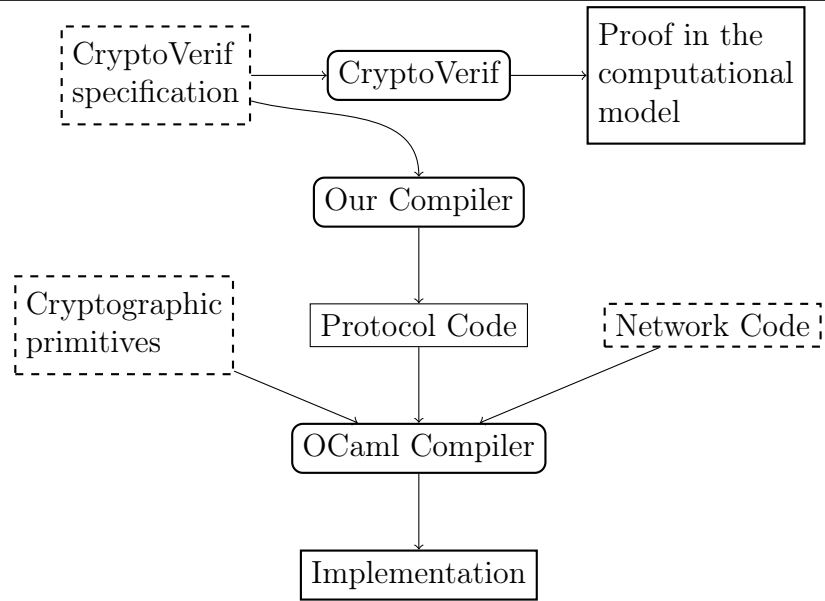 CryptoVerif
specification
CryptoVerif
Proof in the
computational
model
Our Compiler
Cryptographic
primitives
Protocol Code
Network Code
OCaml Compiler
Implementation